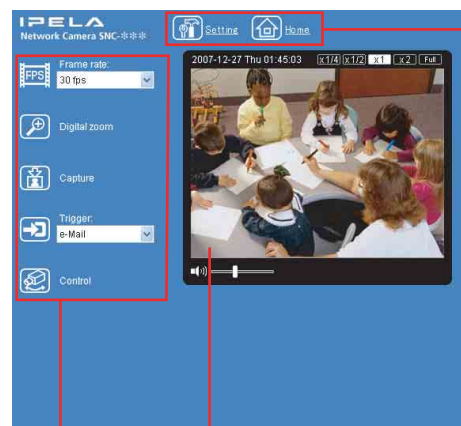 IPELA
Network Camera SNC-✻✻✻
Setting Home
2007-12-27 Thu 01:45:03 x1/4 x1/2 x1 x2 Full
Frame rate:
FPS
30 fps
Digital zoom
Capture
Trigger:
e-Mail
Control